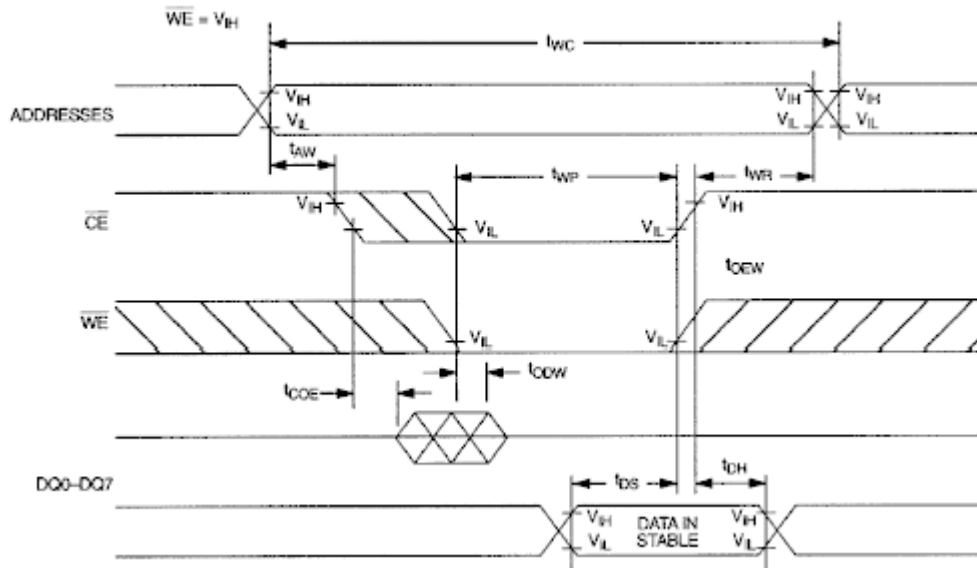 WE = VIH
tWC
ADDRESSES
VIH
VIL
VIH
VIL
VIH
VIL
tAW
tWP
tWR
CE
VIH
VIL
VIL
VIH
tOEW
WE
VIL
VIL
tCOE
tODW
DQ0–DQ7
tDS
tDH
VIH
VIL
DATA IN
STABLE
VIH
VIL